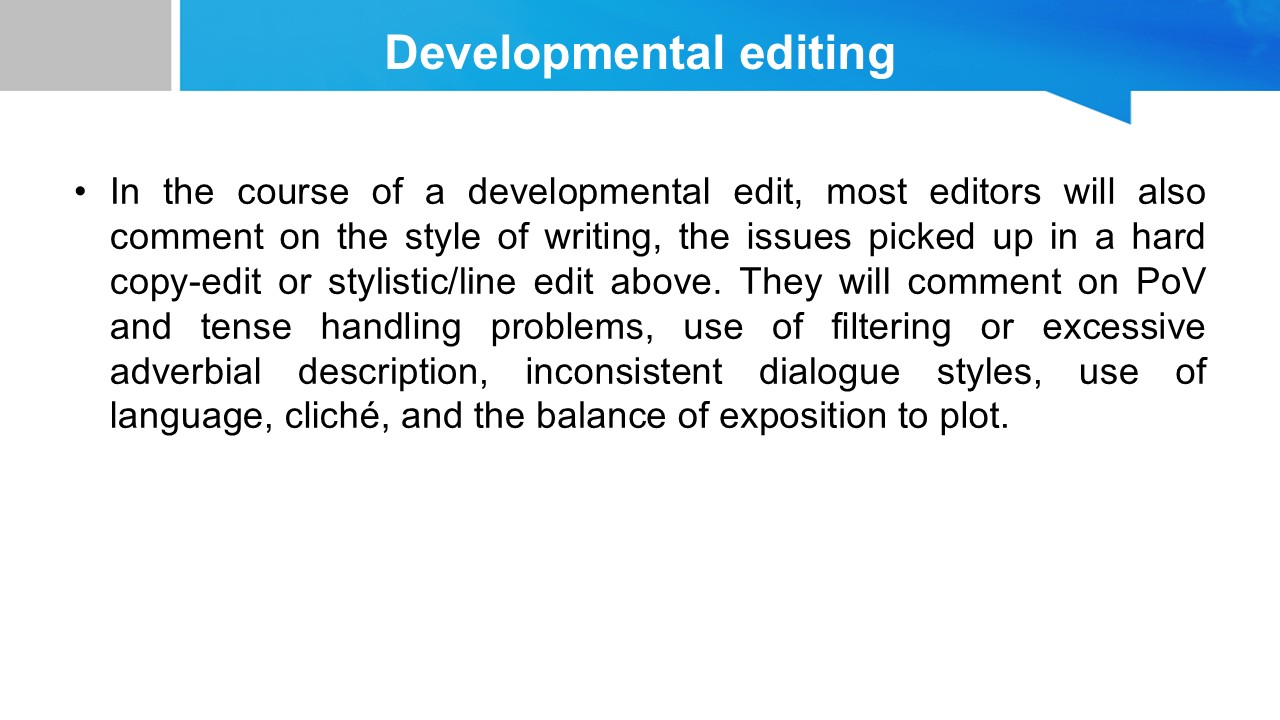 Developmental editing
• In the course of a developmental edit, most editors will also
comment on the style of writing, the issues picked up in a hard
copy-edit or stylistic/line edit above. They will comment on PoV
and tense handling problems, use of filtering or excessive
adverbial description, inconsistent dialogue styles, use of
language, cliché, and the balance of exposition to plot.